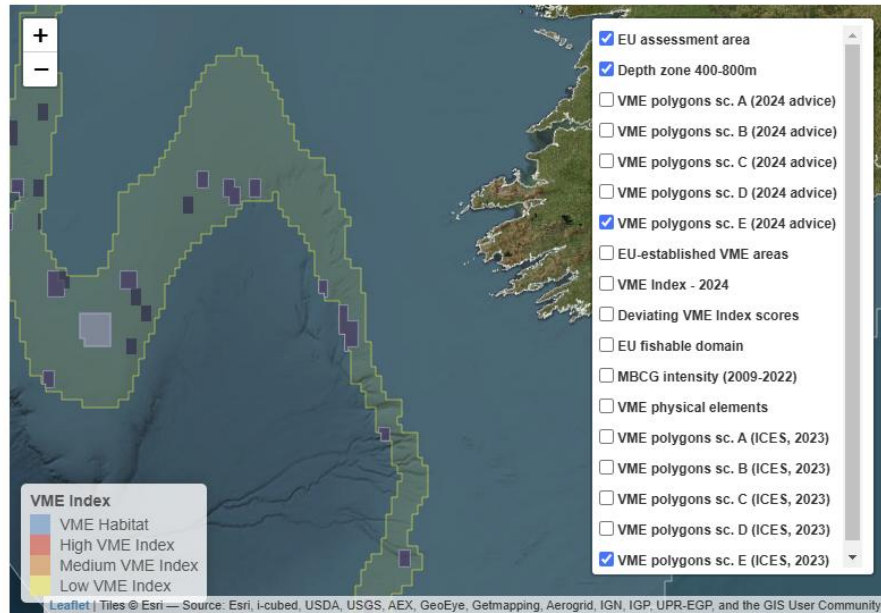 +
−
EU assessment area
Depth zone 400-800m
VME polygons sc. A (2024 advice)
VME polygons sc. B (2024 advice)
VME polygons sc. C (2024 advice)
VME polygons sc. D (2024 advice)
VME polygons sc. E (2024 advice)
EU-established VME areas
VME Index - 2024
Deviating VME Index scores
EU fishable domain
MBCG intensity (2009-2022)
VME physical elements
VME polygons sc. A (ICES, 2023)
VME polygons sc. B (ICES, 2023)
VME polygons sc. C (ICES, 2023)
VME polygons sc. D (ICES, 2023)
VME polygons sc. E (ICES, 2023)
VME Index
VME Habitat
High VME Index
Medium VME Index
Low VME Index
Leaflet | Tiles © Esri — Source: Esri, i-cubed, USDA, USGS, AEX, GeoEye, Getmapping, Aerogrid, IGN, IGP, UPR-EGP, and the GIS User Community